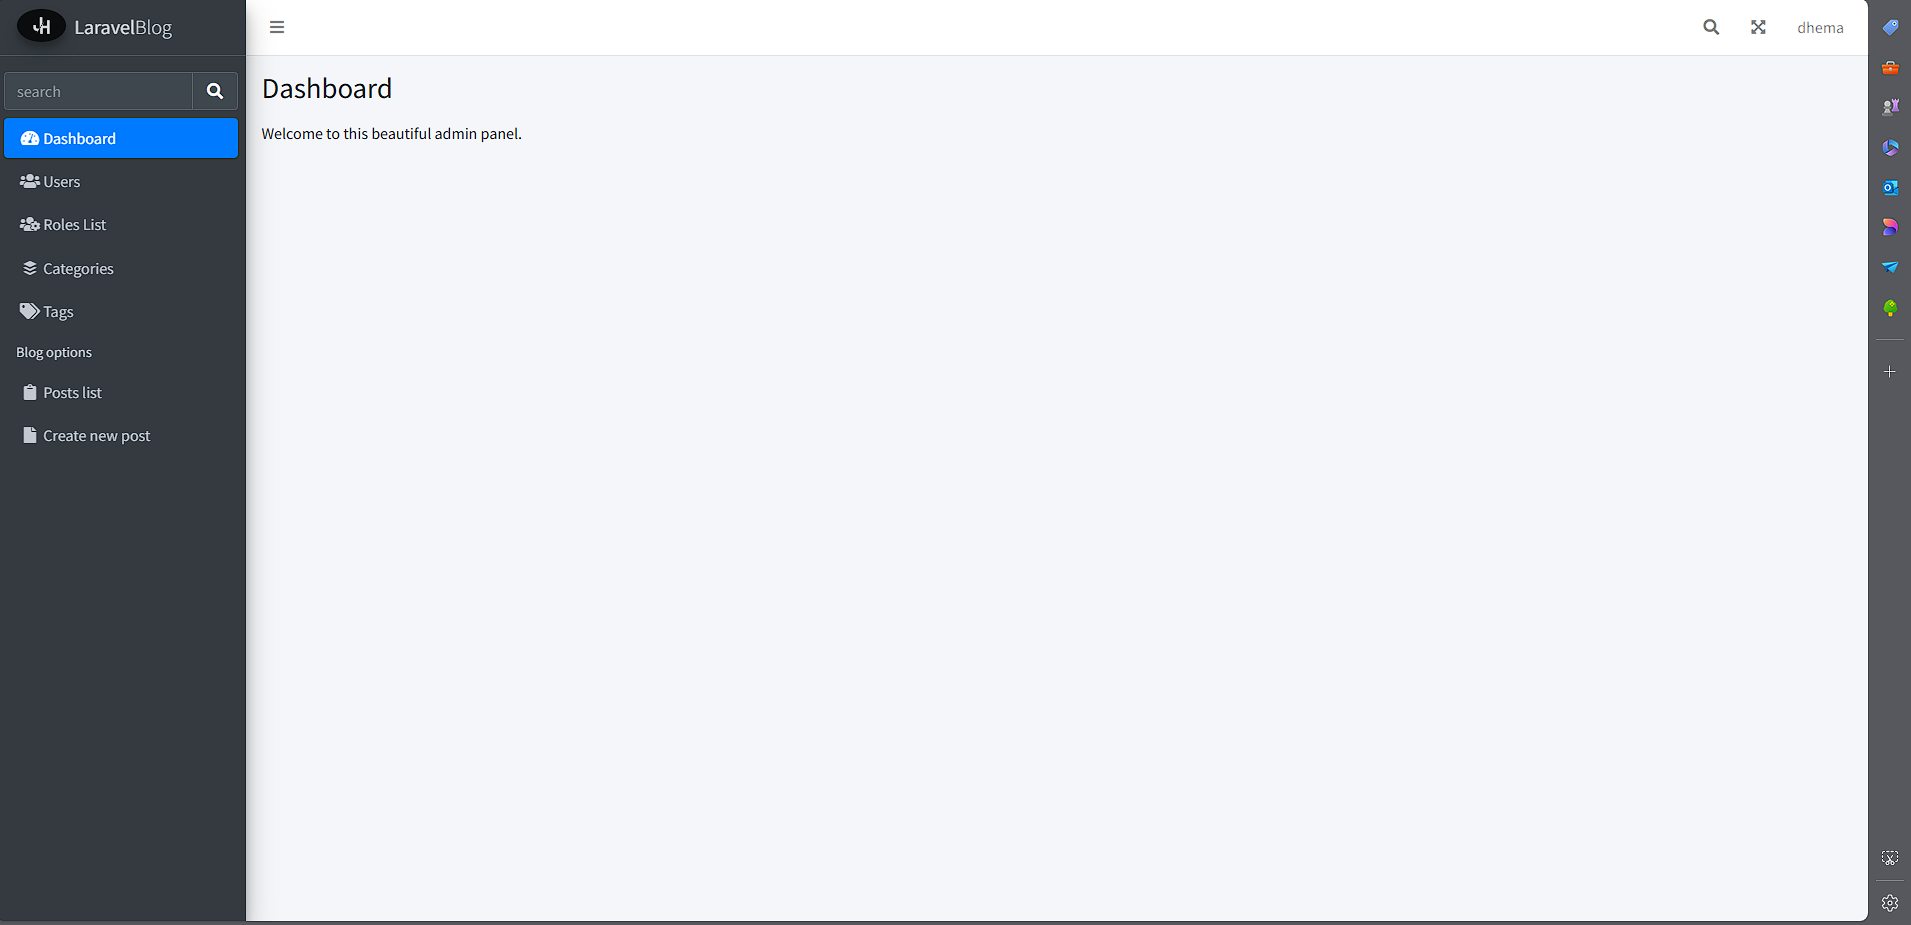 LaravelBlog
search
Dashboard
Users
Roles List
Categories
Tags
Blog options
Posts list
Create new post
dhema
Dashboard
Welcome to this beautiful admin panel.